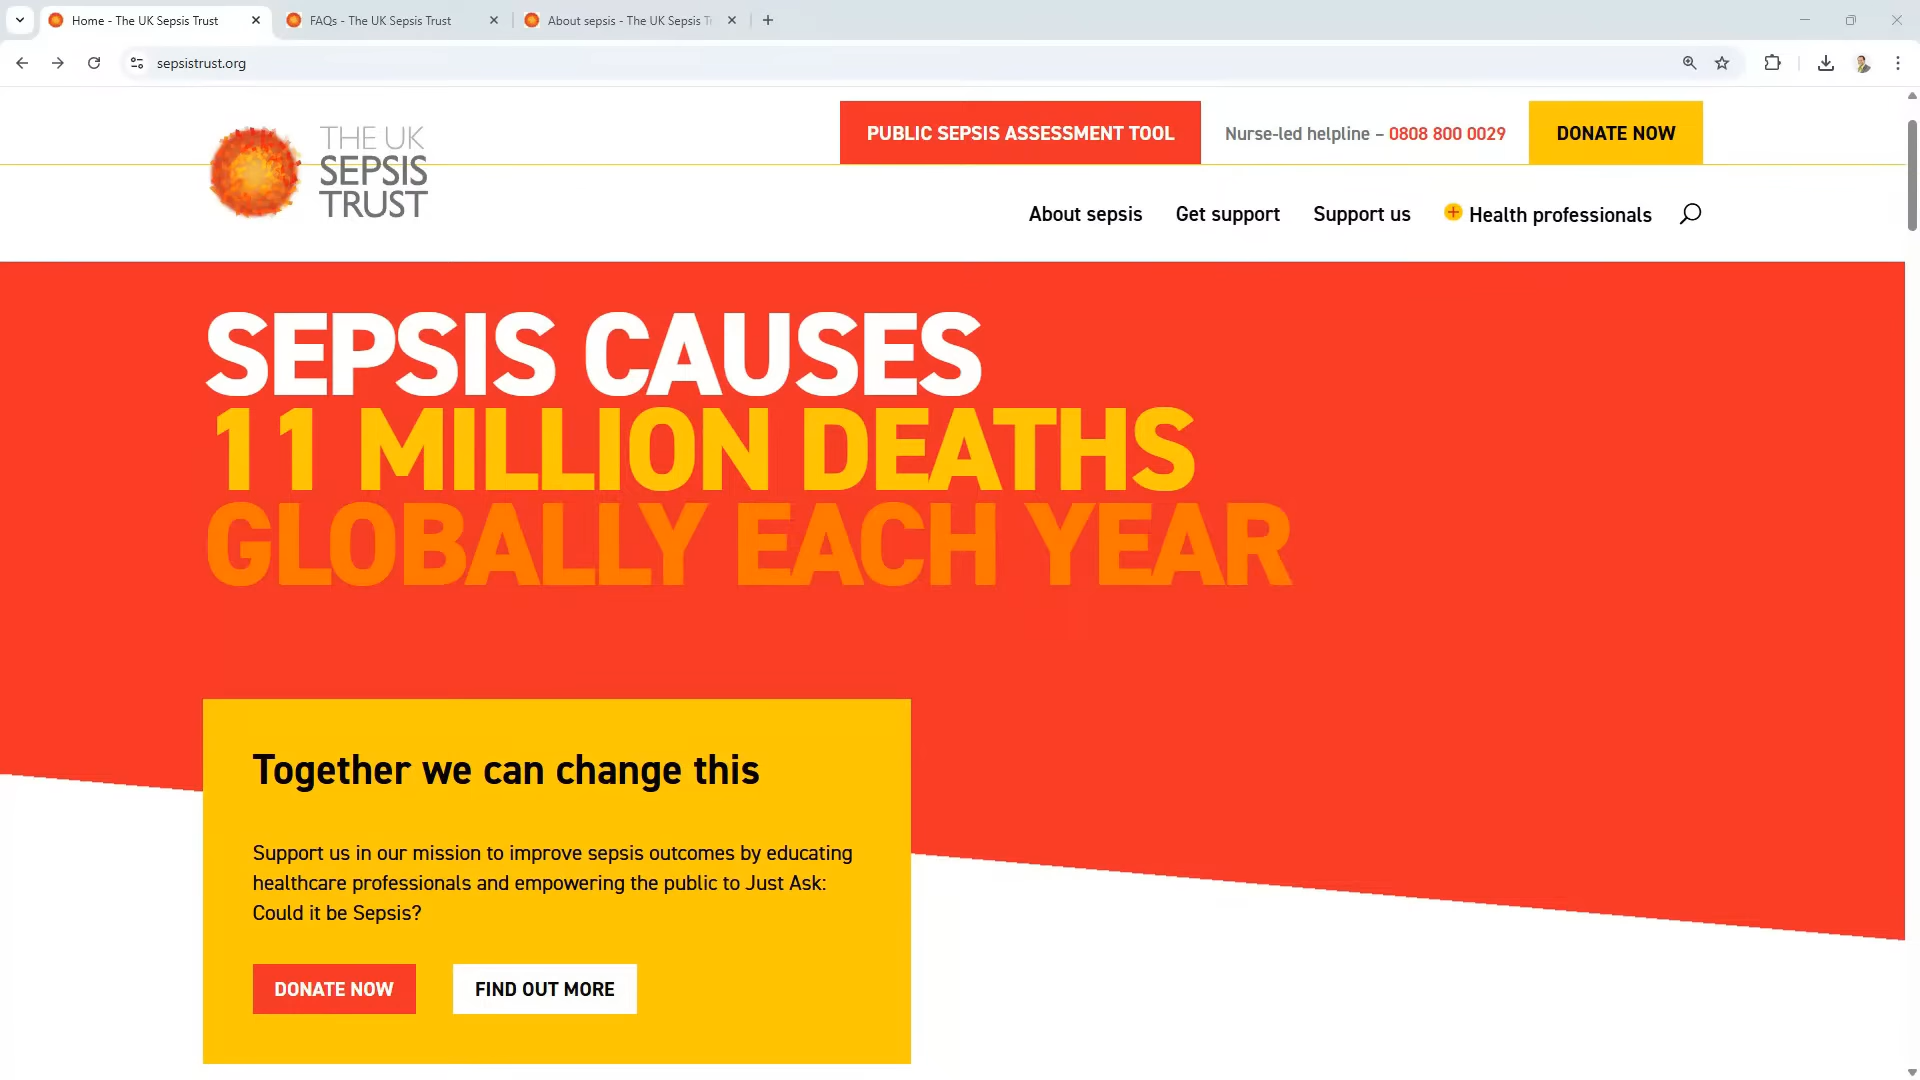 Home - The UK Sepsis Trust
FAQs - The UK Sepsis Trust
About sepsis - The UK Sepsis T
sepsistrust.org
THE UK
SEPSIS
TRUST
PUBLIC SEPSIS ASSESSMENT TOOL
Nurse-led helpline – 0808 800 0029
DONATE NOW
About sepsis
Get support
Support us
Health professionals
SEPSIS CAUSES
11 MILLION DEATHS
GLOBALLY EACH YEAR
Together we can change this
Support us in our mission to improve sepsis outcomes by educating
healthcare professionals and empowering the public to Just Ask:
Could it be Sepsis?
DONATE NOW
FIND OUT MORE